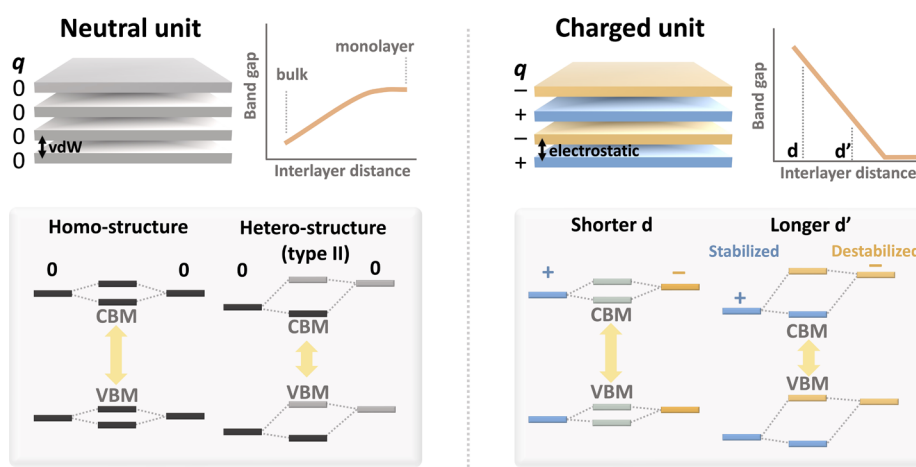 Neutral unit
q
0
0
0
0
vdW
Band gap
bulk
monolayer
Interlayer distance
Homo-structure
0
0
CBM
VBM
Hetero-structure
(type II)
0
0
CBM
VBM
Charged unit
q
−
+
−
+
electrostatic
Band gap
d
d’
Interlayer distance
Shorter d
+
−
CBM
VBM
Longer d’
Stabilized
Destabilized
+
−
CBM
VBM